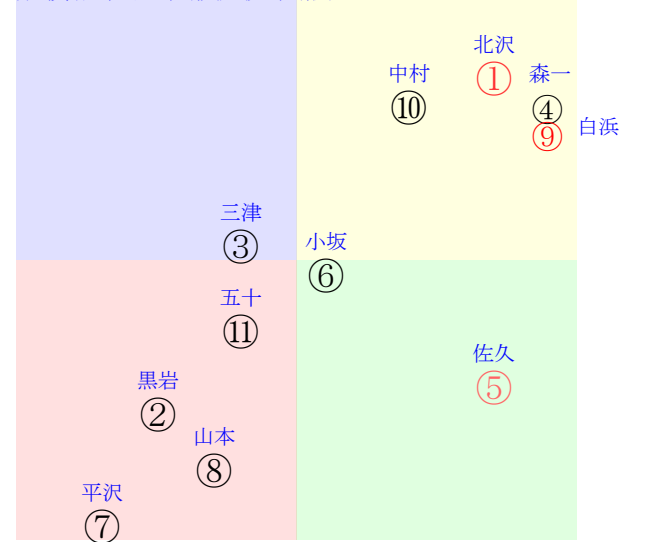 北沢
①
中村
⑩
森一
④
⑨
白浜
三津
③
小坂
⑥
五十
⑪
佐久
⑤
黒岩
②
山本
⑧
平沢
⑦